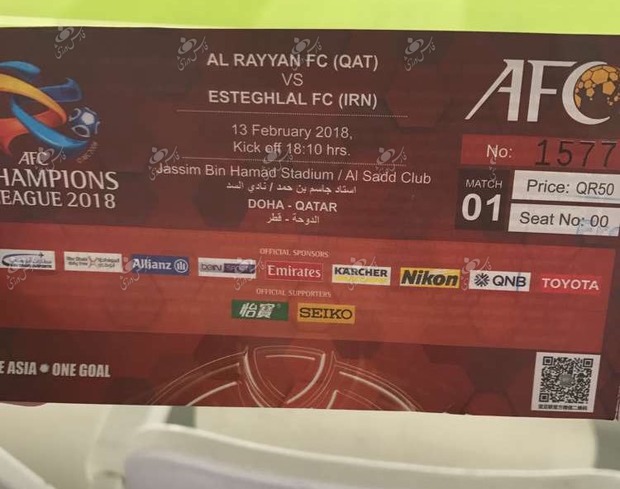 AL RAYYAN FC (QAT)
VS
ESTEGHLAL FC (IRN)
13 February 2018,
Kick off 18:10 hrs.
Jassim Bin Hamad Stadium / Al Sadd Club
استاد جاسم بن حمد / نادي السد
DOHA - QATAR
الدوحة - قطر
AFC
HAMPIONS
EAGUE 2018
AFC
No: 1577
MATCH
01
Price: QR50
Seat No: 00
OFFICIAL SPONSORS
Allianz
Emirates
KÄRCHER
Nikon
QNB
TOYOTA
OFFICIAL SUPPORTERS
怡寶
SEIKO
E ASIA • ONE GOAL